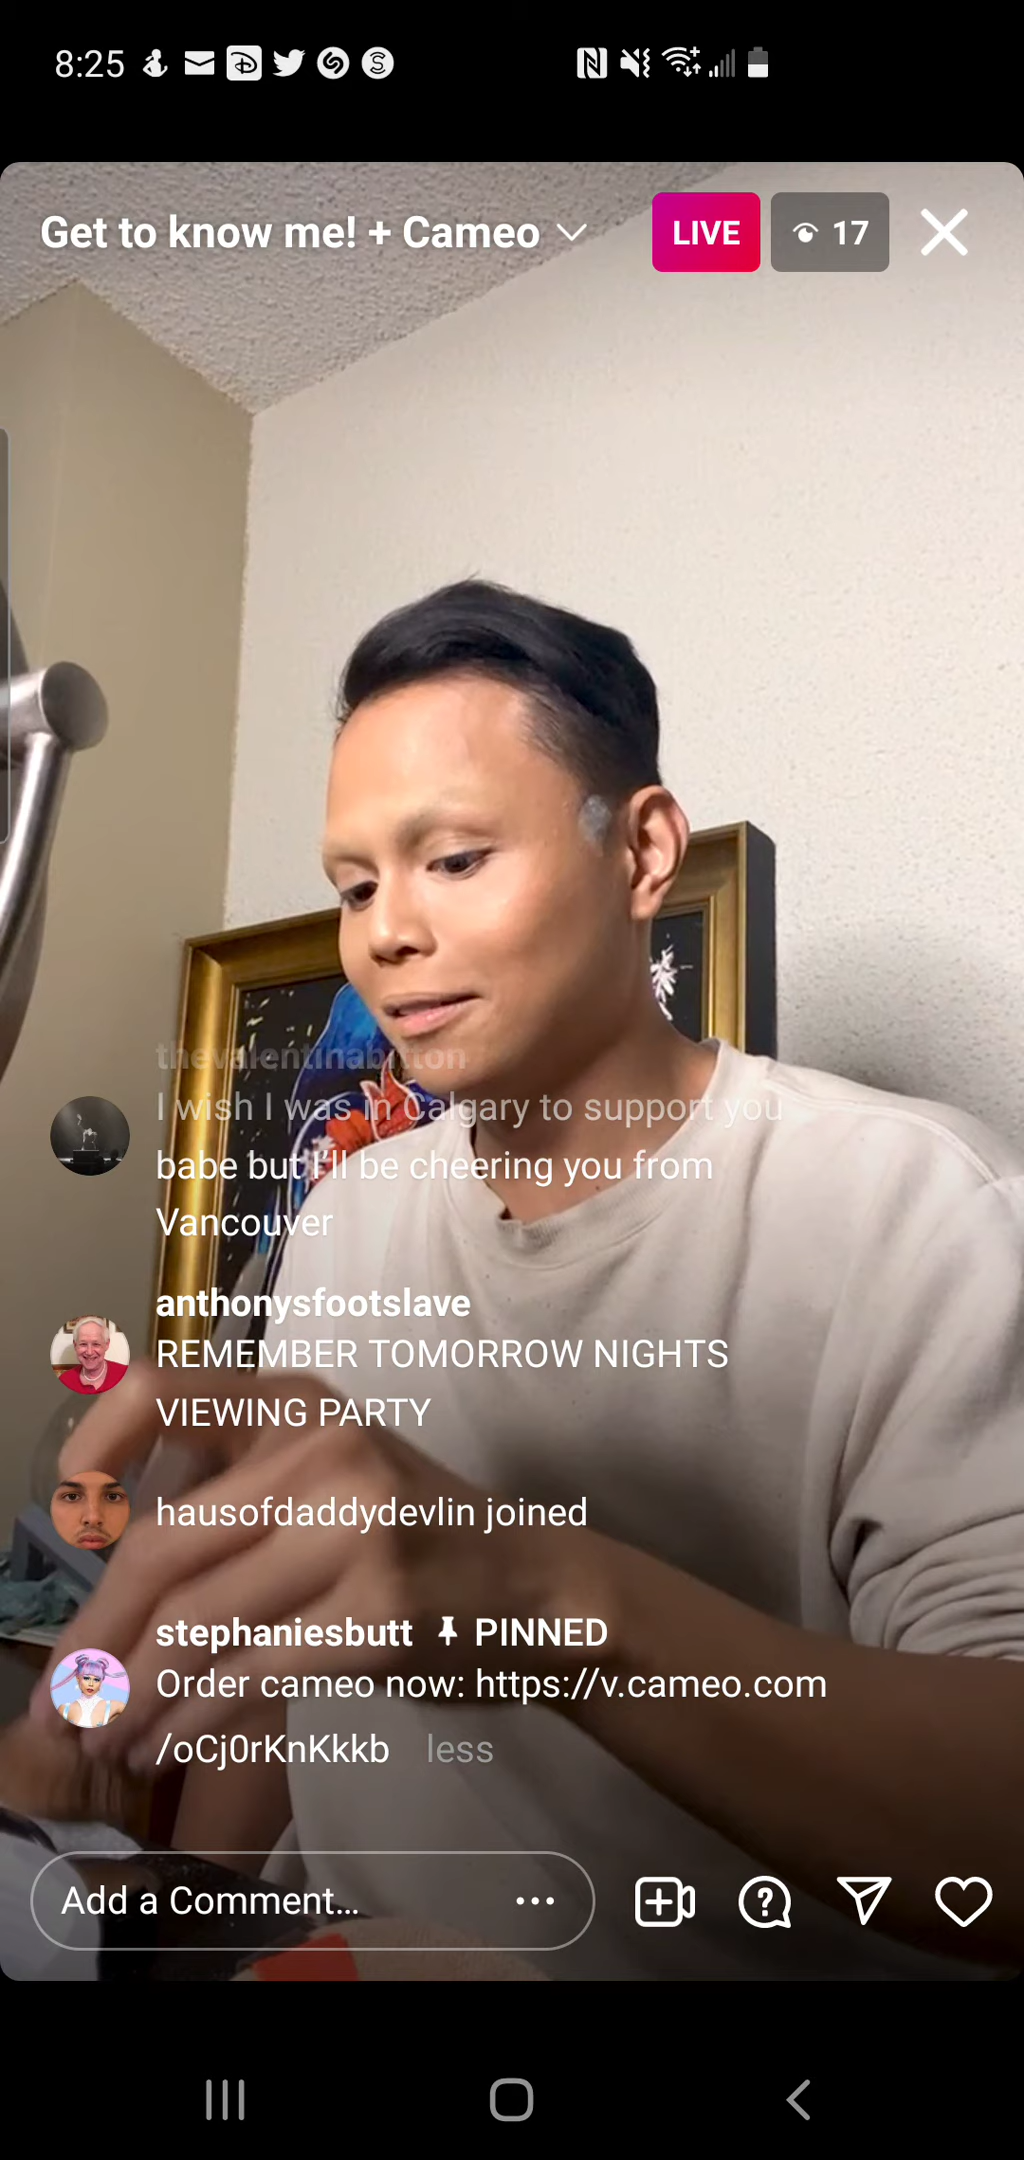 8:25
Get to know me! + Cameo
LIVE
17
thevalentinabitton
I wish I was in Calgary to support you
babe but I'll be cheering you from
Vancouver
anthonysfootslave
REMEMBER TOMORROW NIGHTS
VIEWING PARTY
hausofdaddydevlin joined
stephaniesbutt PINNED
Order cameo now: https://v.cameo.com
/oCj0rKnKkkb less
Add a Comment...